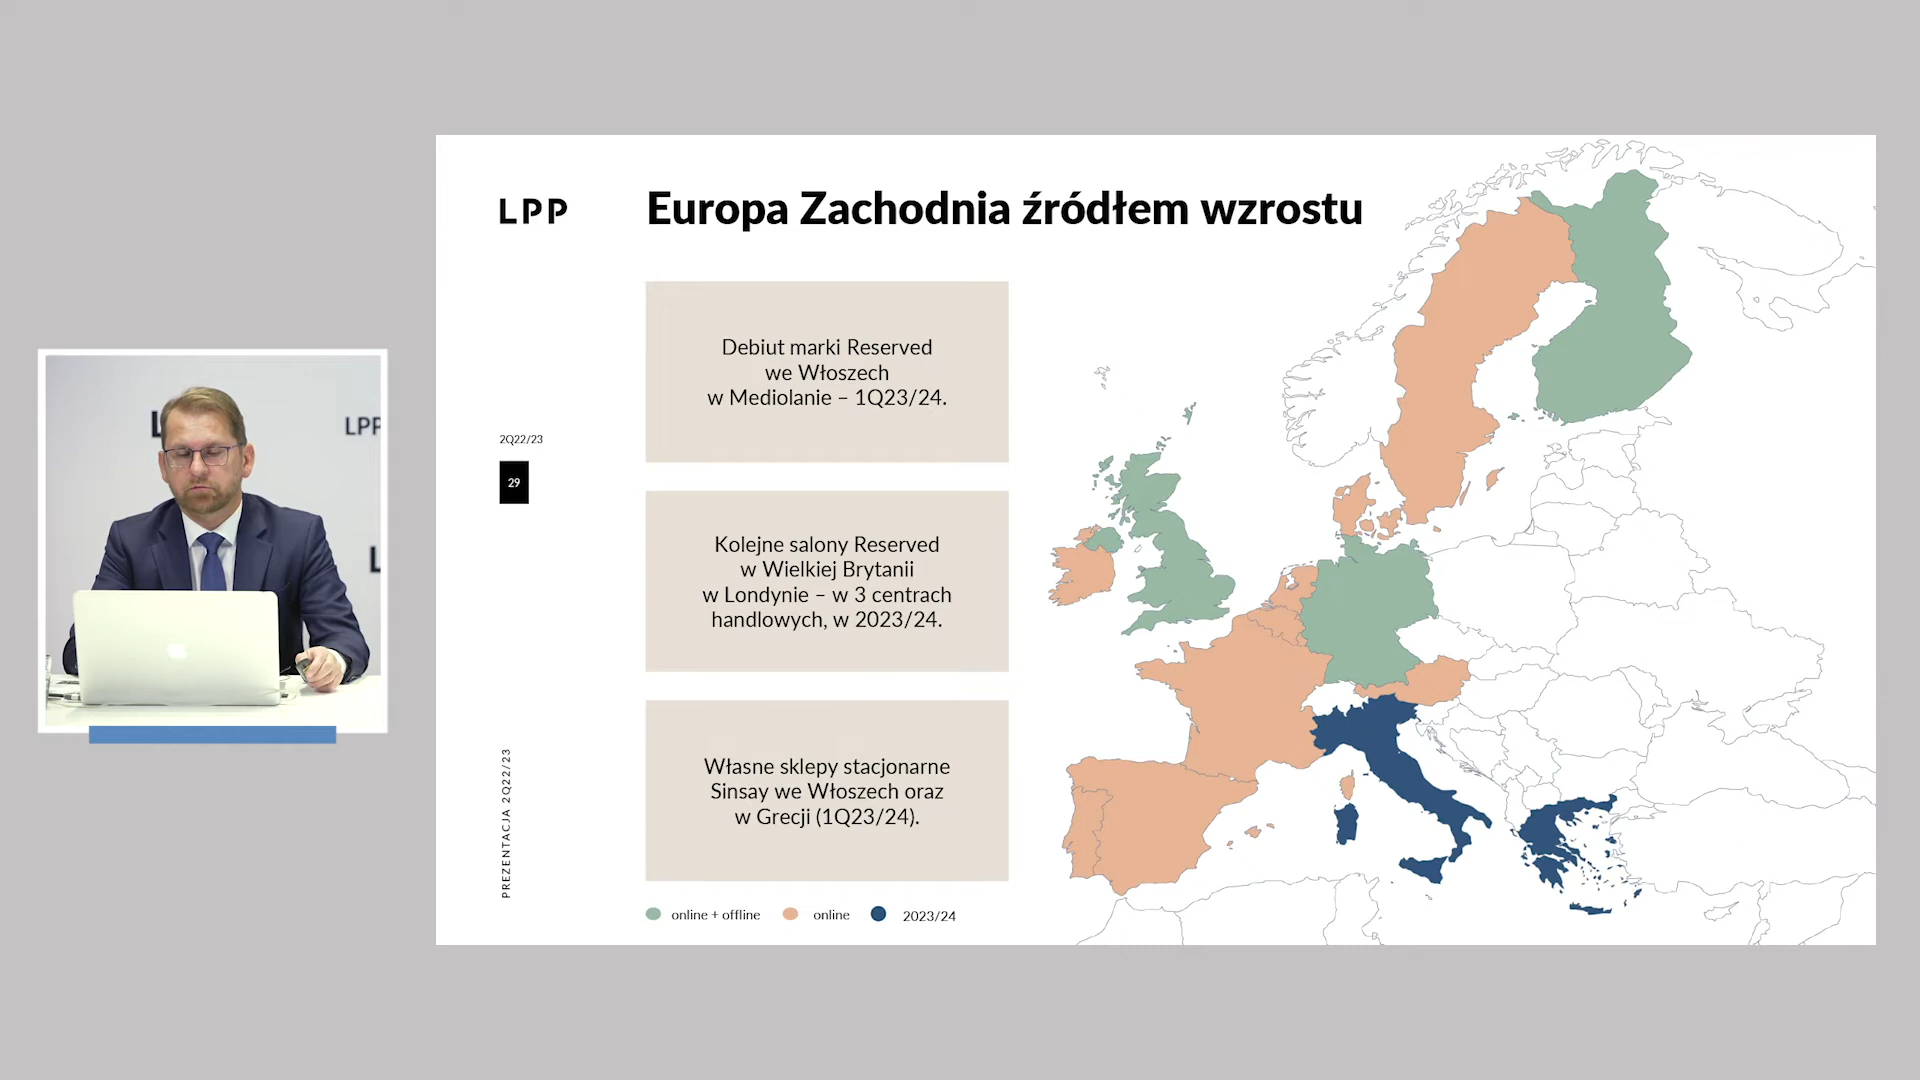 LPP
Europa Zachodnia źródłem wzrostu
Debiut marki Reserved
we Włoszech
w Mediolanie – 1Q23/24.
2Q22/23
29
Kolejne salony Reserved
w Wielkiej Brytanii
w Londynie – w 3 centrach
handlowych, w 2023/24.
Własne sklepy stacjonarne
Sinsay we Włoszech oraz
w Grecji (1Q23/24).
PREZENTACJA 2Q22/23
online + offline
online
2023/24
LPP